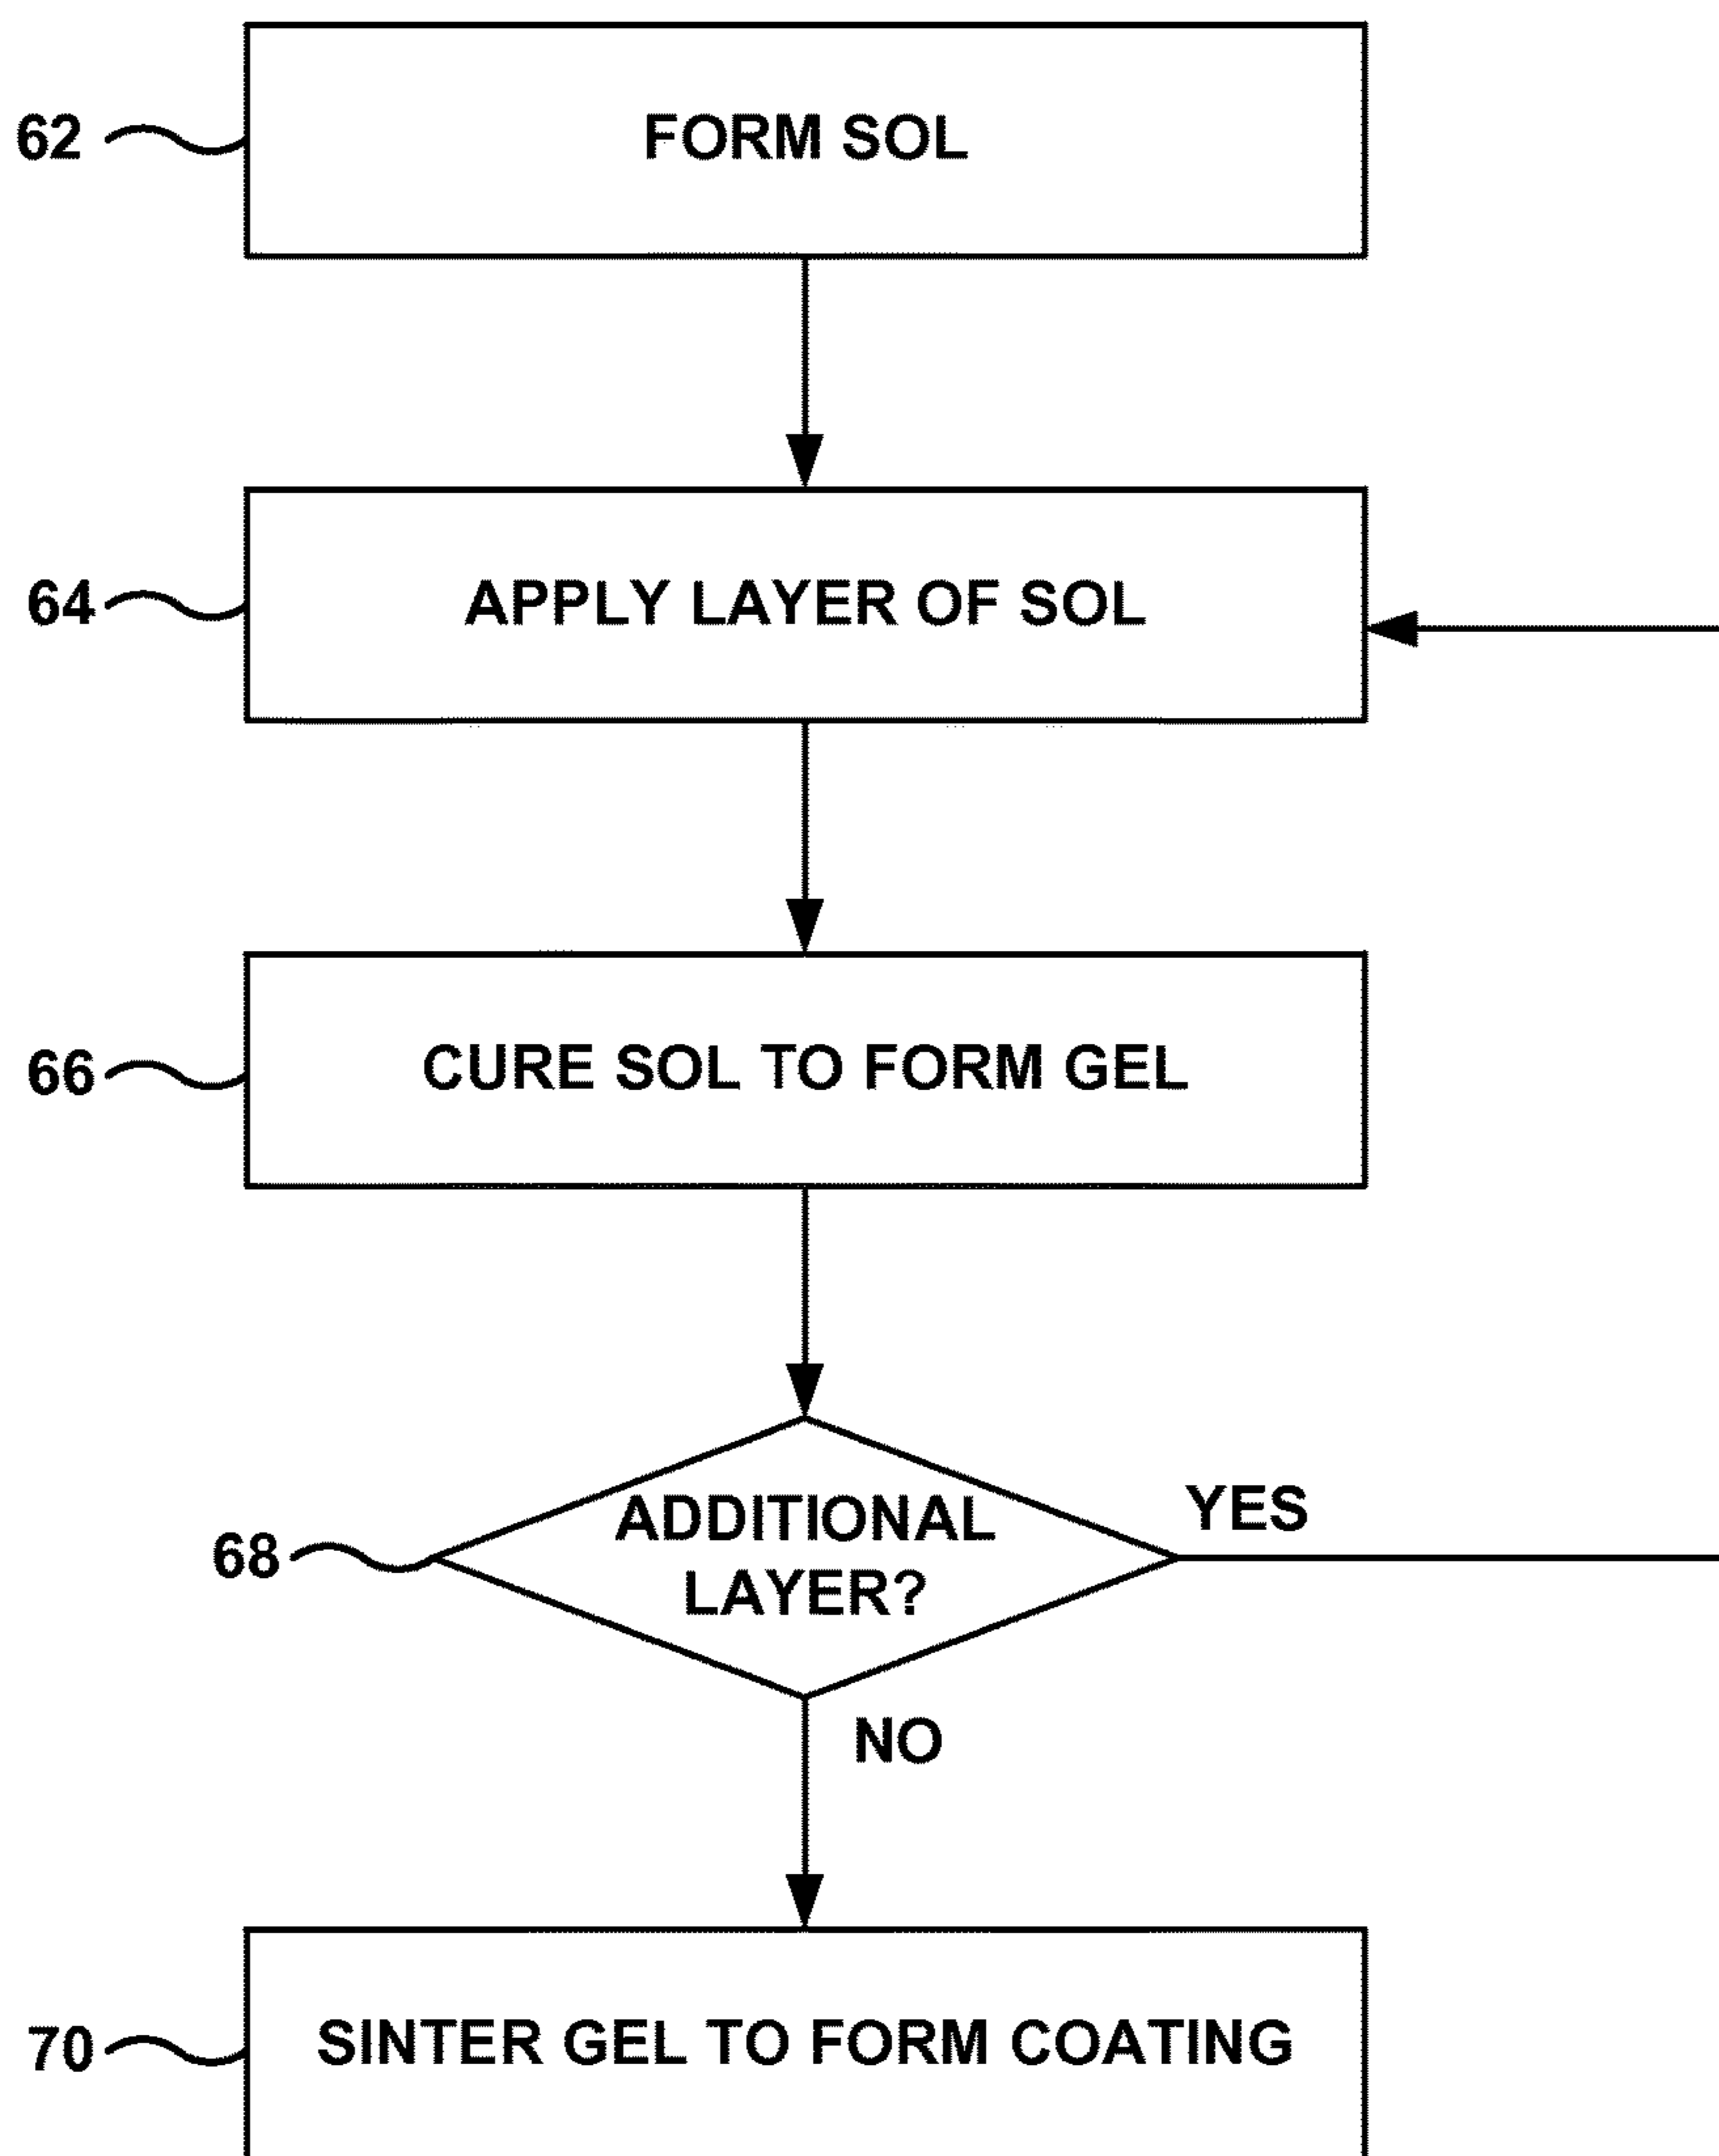 62 FORM SOL
64 APPLY LAYER OF SOL
66 CURE SOL TO FORM GEL
68 ADDITIONAL
LAYER?
YES
NO
70 SINTER GEL TO FORM COATING